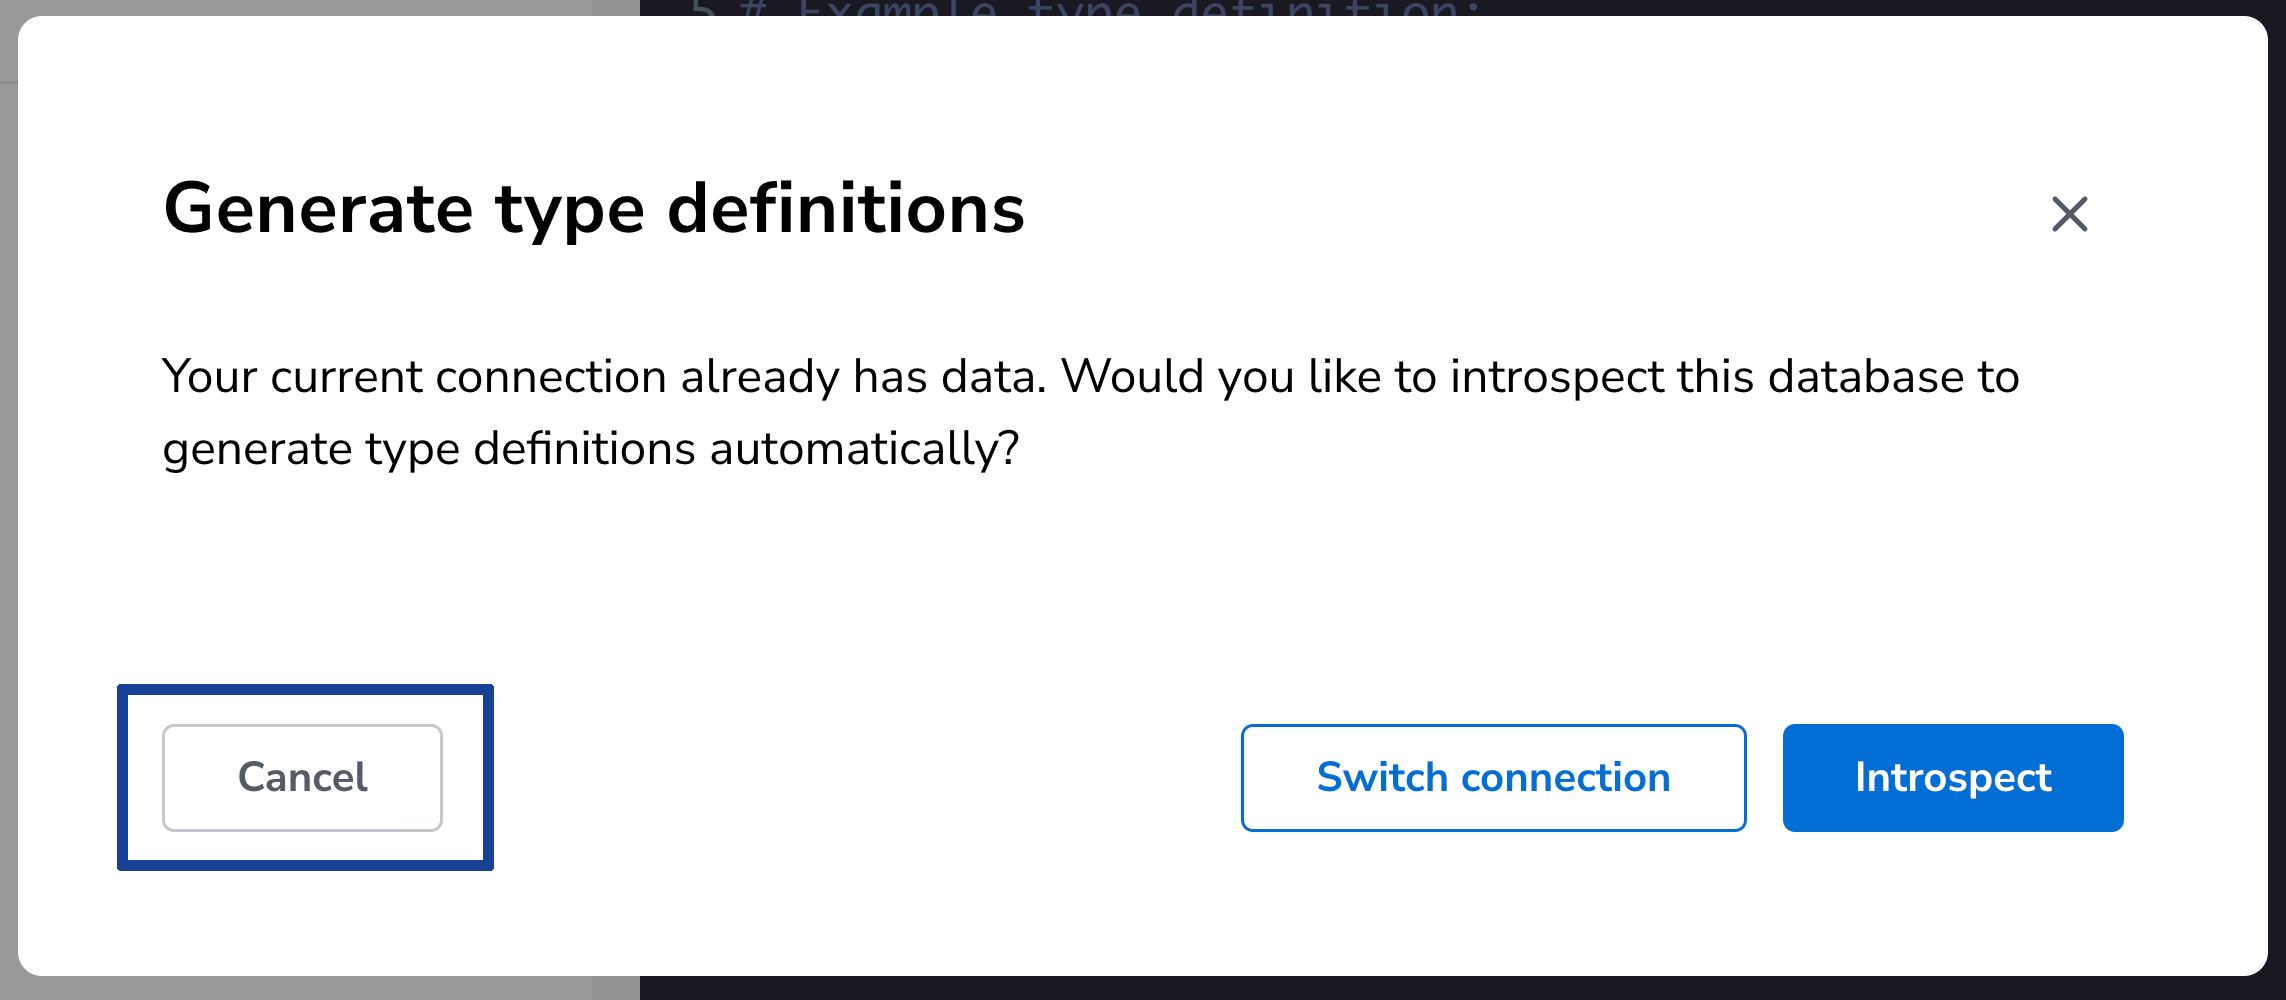 5 # Example type definition:
Generate type definitions
Your current connection already has data. Would you like to introspect this database to
generate type definitions automatically?
Cancel
Switch connection
Introspect